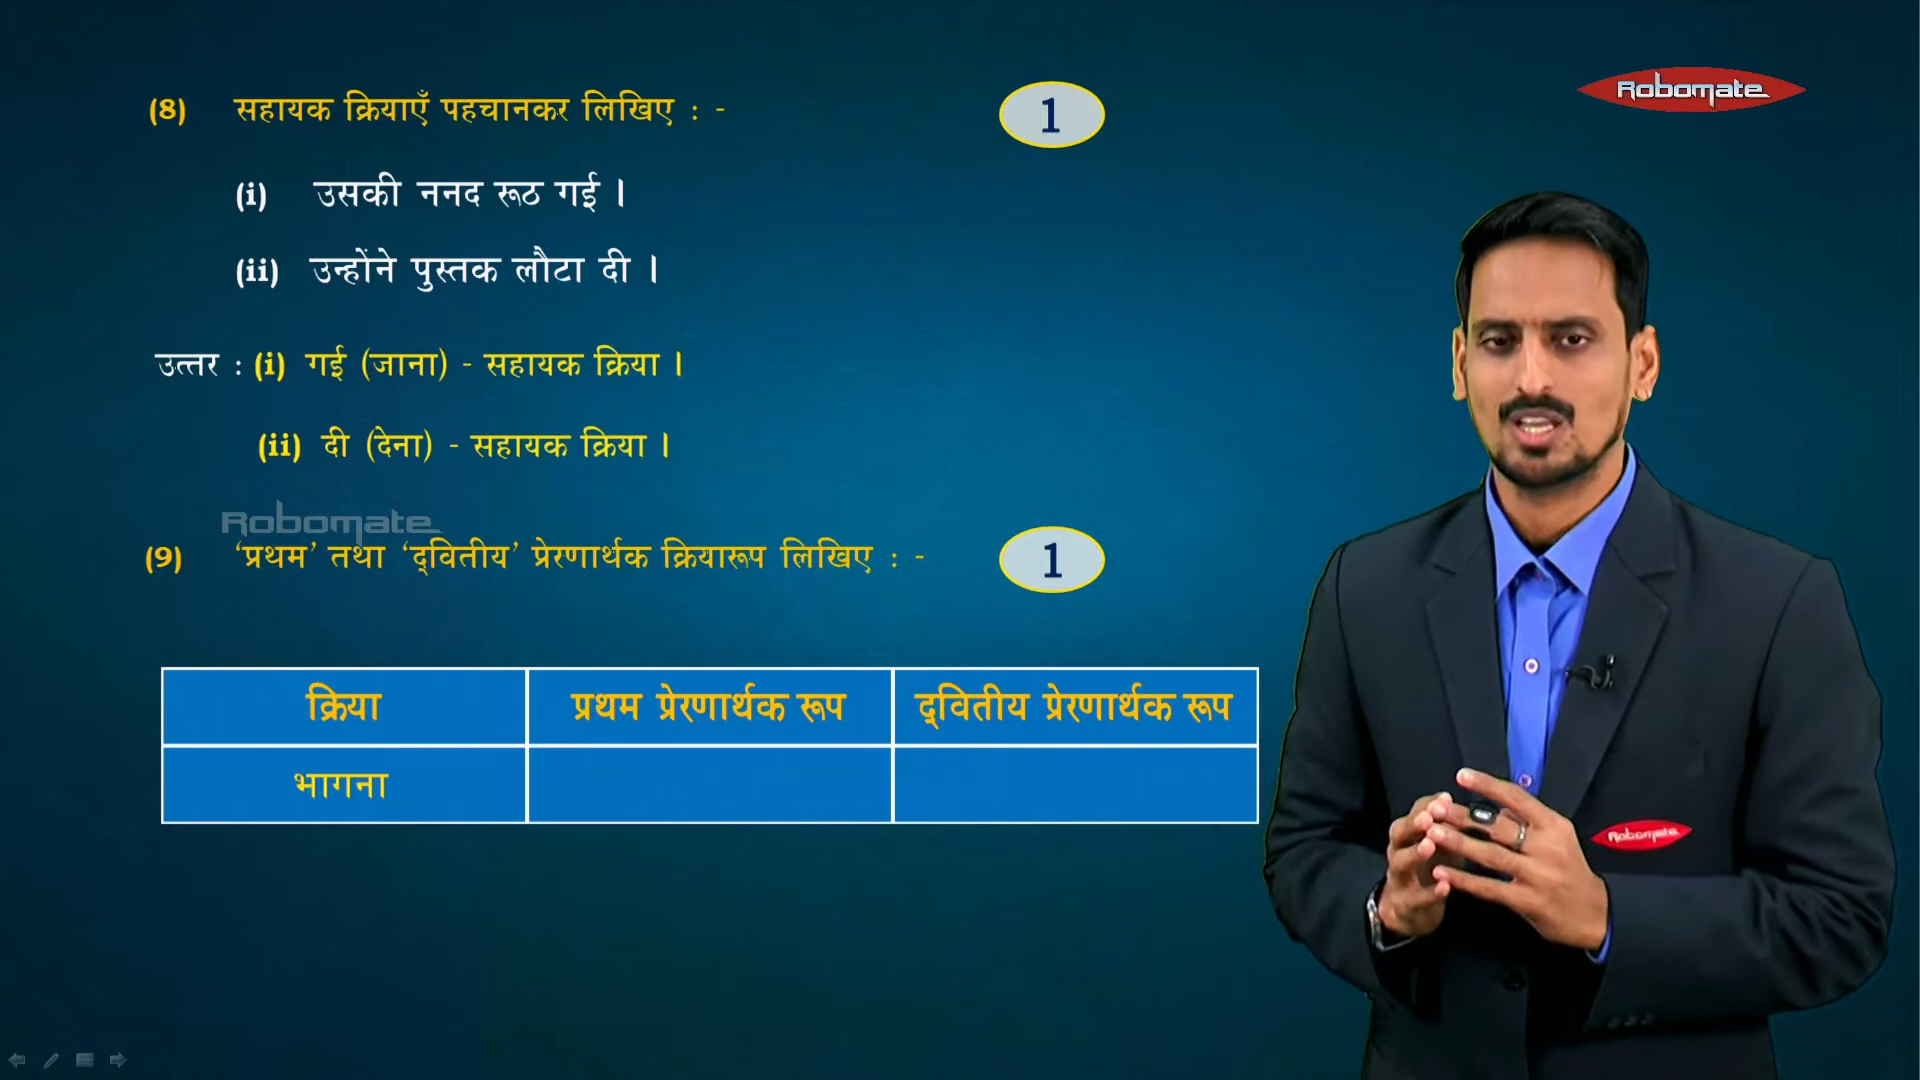 Robomate
(8) सहायक क्रियाएँ पहचानकर लिखिए : -
1
(i) उसकी ननद रूठ गई ।
(ii) उन्होंने पुस्तक लौटा दी ।
उत्तर : (i) गई (जाना) - सहायक क्रिया ।
(ii) दी (देना) - सहायक क्रिया ।
Robomate
(9) ‘प्रथम’ तथा ‘द्‌वितीय’ प्रेरणार्थक क्रियारूप लिखिए : -
1
क्रिया प्रथम प्रेरणार्थक रूप द्‌वितीय प्रेरणार्थक रूप
भागना
Robomate